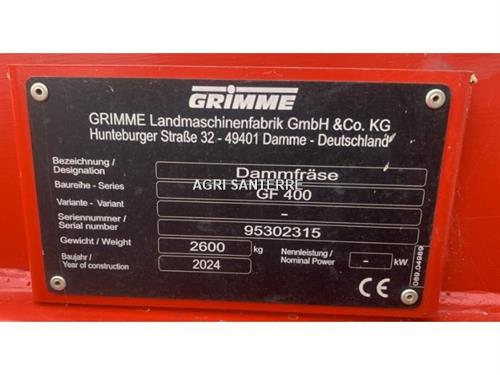 GRIMME
GRIMME Landmaschinenfabrik GmbH &Co. KG
Hunteburger Straße 32 - 49401 Damme - Deutschland
Bezeichnung / Designation Dammfräse
Baureihe - Series GF 400
AGRI SANTERRE
Variante - Variant -
Seriennummer / Serial number 95302315
Gewicht / Weight 2600 kg Nennleistung / Nominal Power - kW
Baujahr / Year of construction 2024
CE
089.04989